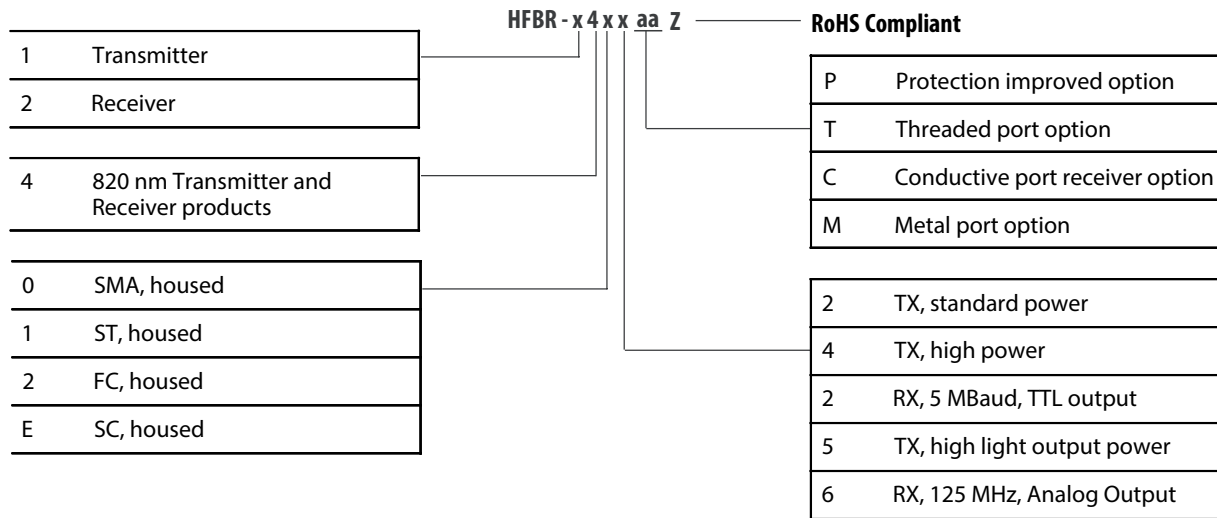 HFBR - x 4 x x aa Z
RoHS Compliant
1 Transmitter
2 Receiver
4 820 nm Transmitter and
Receiver products
0 SMA, housed
1 ST, housed
2 FC, housed
E SC, housed
P Protection improved option
T Threaded port option
C Conductive port receiver option
M Metal port option
2 TX, standard power
4 TX, high power
2 RX, 5 MBaud, TTL output
5 TX, high light output power
6 RX, 125 MHz, Analog Output